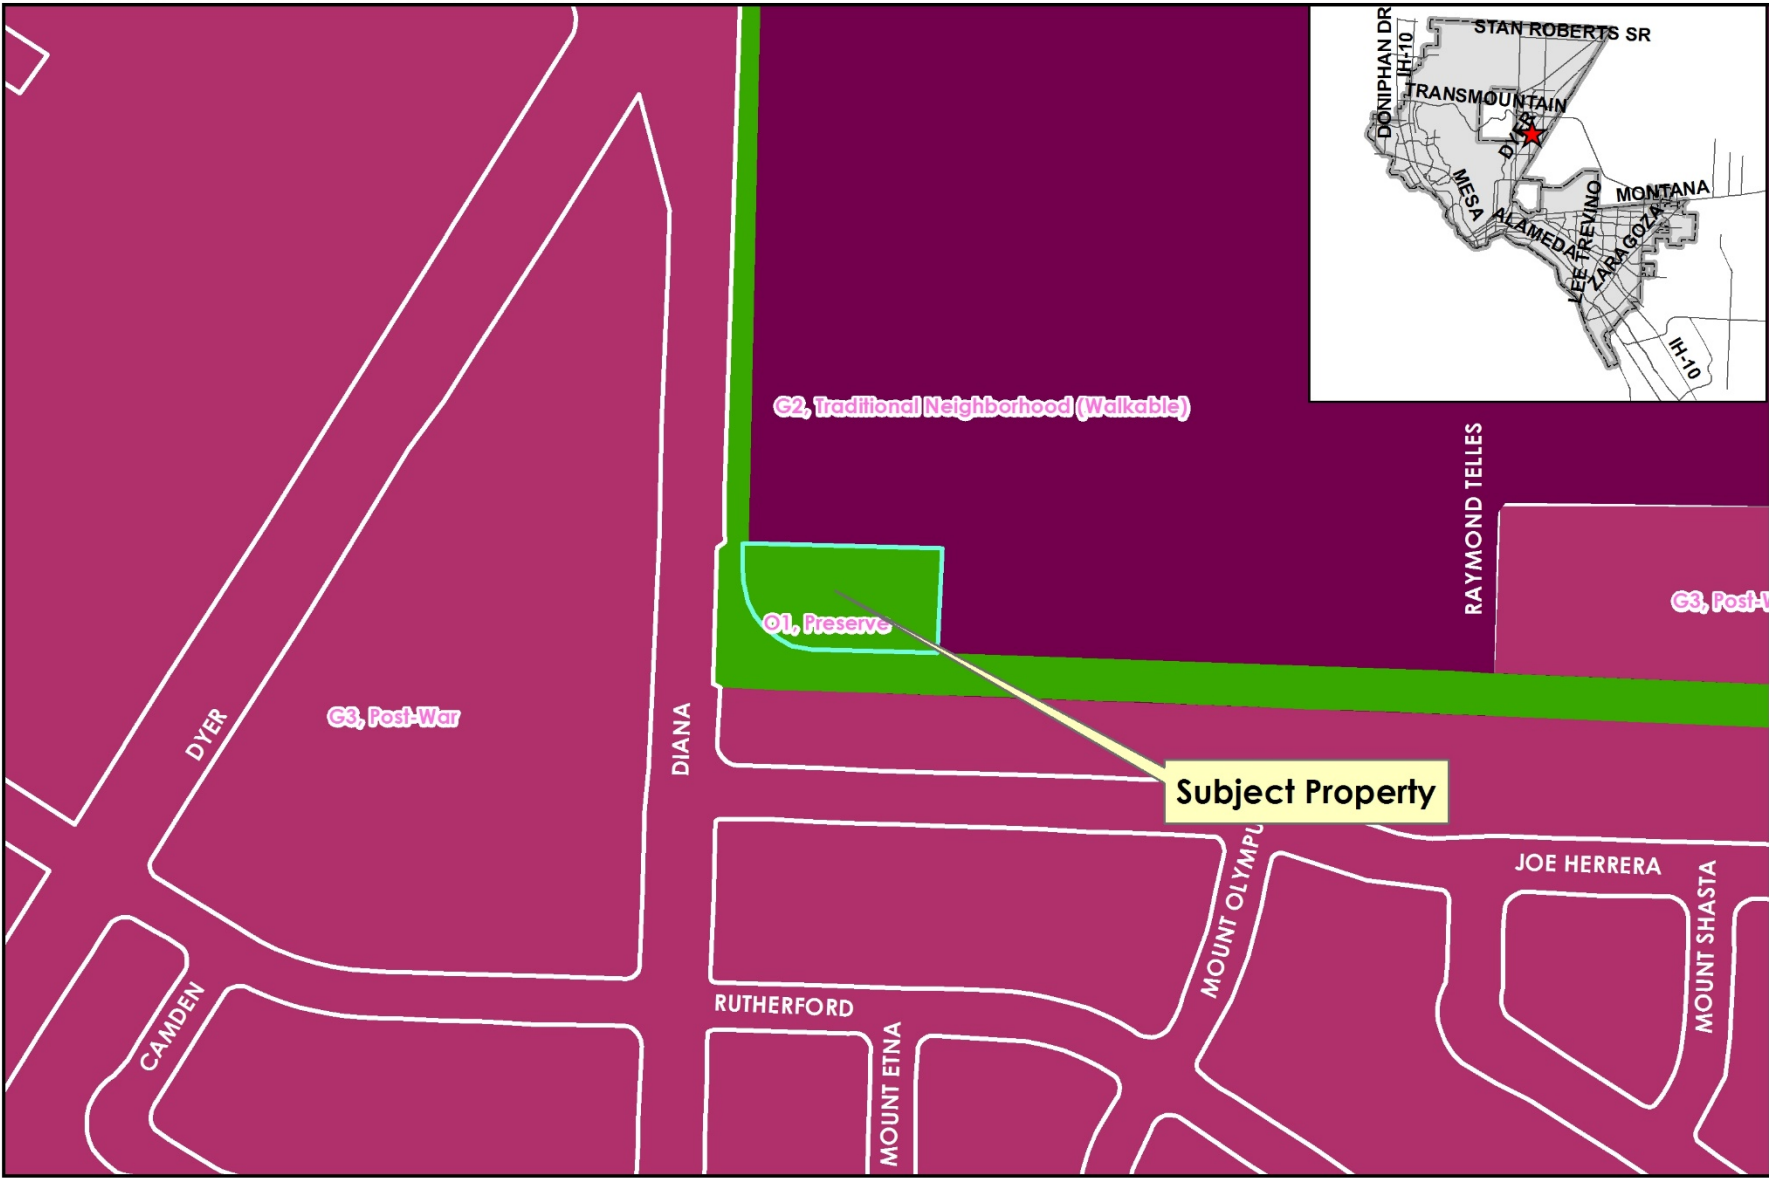 STAN ROBERTS SR
DONIPHAN DR
IH-10
TRANSMOUNTAIN
DYER
MESA
MONTANA
ALAMEDA
LEE TREVINO
ZARAGOZA
IH-10
G2, Traditional Neighborhood (Walkable)
RAYMOND TELLES
G3, Post-W
O1, Preserve
G3, Post-War
DYER
DIANA
Subject Property
MOUNT OLYMPU
JOE HERRERA
MOUNT SHASTA
CAMDEN
RUTHERFORD
MOUNT ETNA